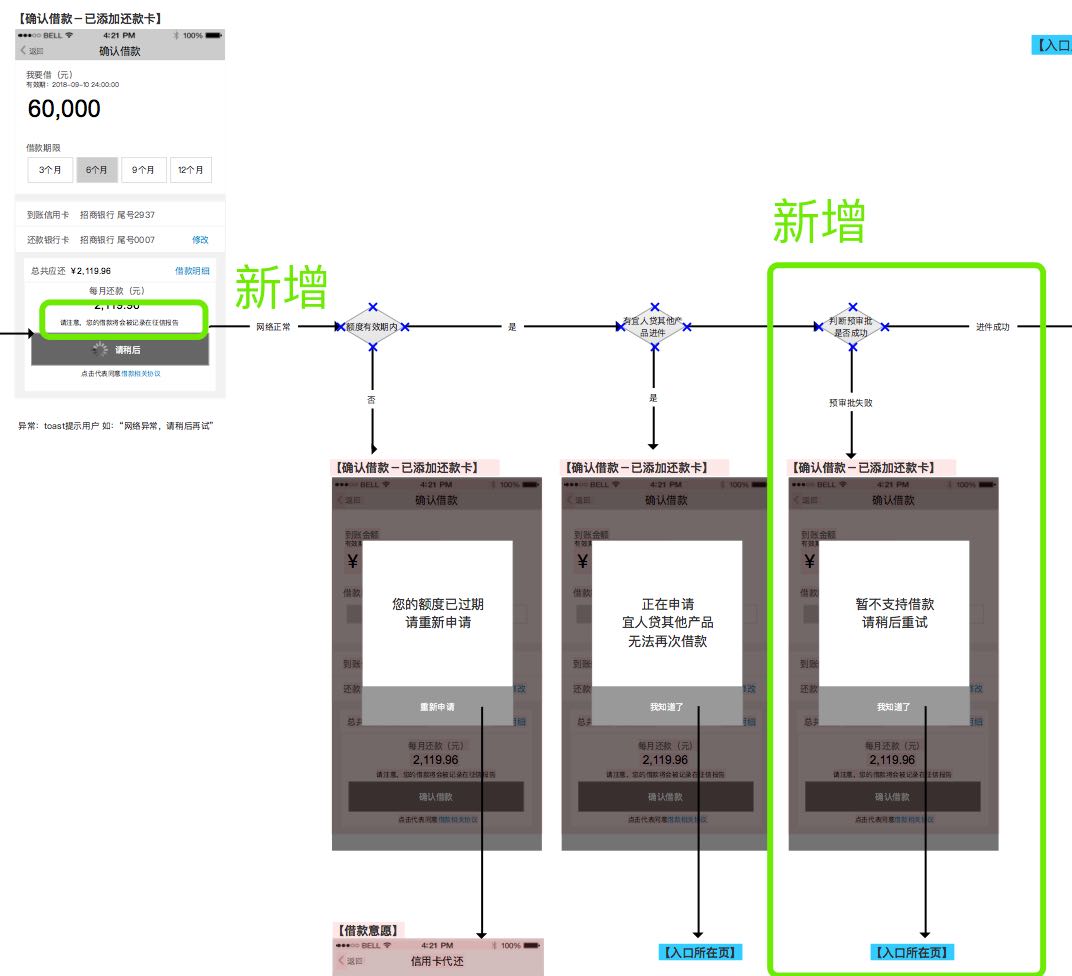 【确认借款－已添加还款卡】
BELL 4:21 PM 100%
返回 确认借款
我要借（元）
有效期：2018-09-10 24:00:00
60,000
借款期限
3个月 6个月 9个月 12个月
到账信用卡 招商银行 尾号2937
还款银行卡 招商银行 尾号0007 修改
总共应还 ¥2,119.96 借款明细
每月还款（元）
2,119.96
请注意，您的借款将会被记录在征信报告
请稍后
点击代表同意借款相关协议
异常：toast提示用户 如：“网络异常，请稍后再试”
新增
网络正常
额度有效期内
是
有宜人贷其他产
品进件
判断预审批
是否成功
进件成功
新增
【入口
否
是
预审批失败
【确认借款－已添加还款卡】
BELL 4:21 PM 100%
返回 确认借款
到账金额
有效期
¥
借款
您的额度已过期
请重新申请
到账
还款 修改
重新申请
总共 明细
每月还款（元）
2,119.96
请注意，您的借款将会被记录在征信报告
确认借款
点击代表同意借款相关协议
【确认借款－已添加还款卡】
BELL 4:21 PM 100%
返回 确认借款
到账金额
有效期
¥
借款
正在申请
宜人贷其他产品
无法再次借款
到账
还款 修改
我知道了
总共 明细
每月还款（元）
2,119.96
请注意，您的借款将会被记录在征信报告
确认借款
点击代表同意借款相关协议
【确认借款－已添加还款卡】
BELL 4:21 PM 100%
返回 确认借款
到账金额
有效期
¥
借款
暂不支持借款
请稍后重试
到账
还款 修改
我知道了
总共 明细
每月还款（元）
2,119.96
请注意，您的借款将会被记录在征信报告
确认借款
点击代表同意借款相关协议
【借款意愿】
BELL 4:21 PM 100%
返回 信用卡代还
【入口所在页】
【入口所在页】